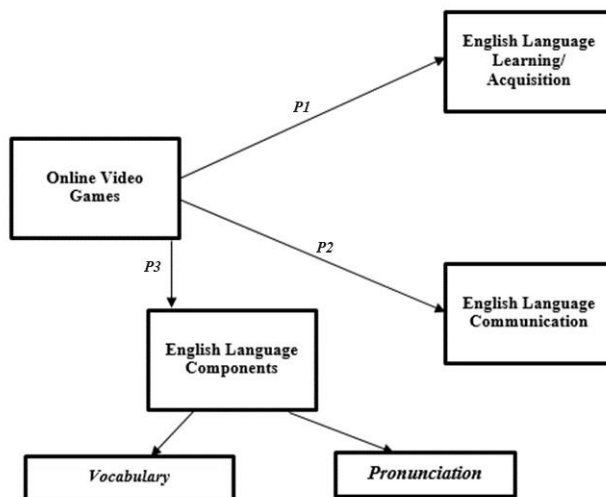 English Language
Learning/
Acquisition
P1
Online Video
Games
P2
P3
English Language
Communication
English Language
Components
Vocabulary
Pronunciation